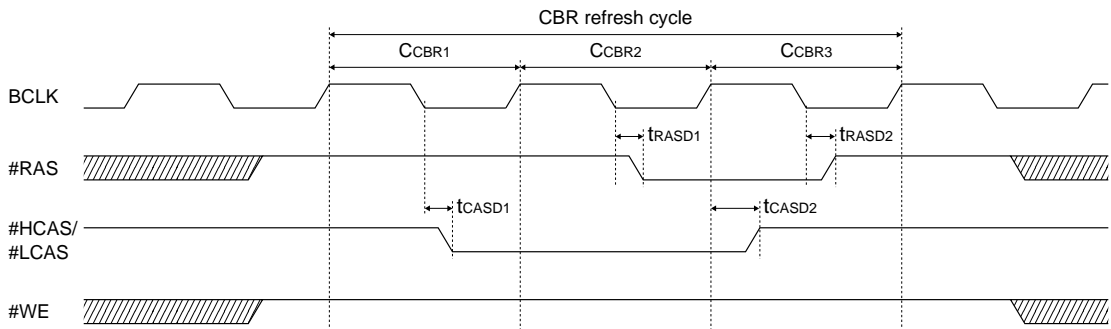 CBR refresh cycle
CCBR1
CCBR2
CCBR3
BCLK
tRASD1
tRASD2
#RAS
tCASD1
tCASD2
#HCAS/
#LCAS
#WE